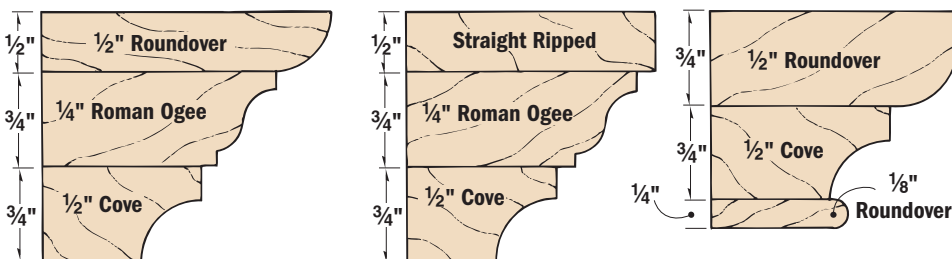 1/2"
1/2" Roundover
3/4"
1/4" Roman Ogee
3/4"
1/2" Cove
1/2"
Straight Ripped
3/4"
1/4" Roman Ogee
3/4"
1/2" Cove
3/4"
1/2" Roundover
3/4"
1/2" Cove
1/4"
1/8"
Roundover